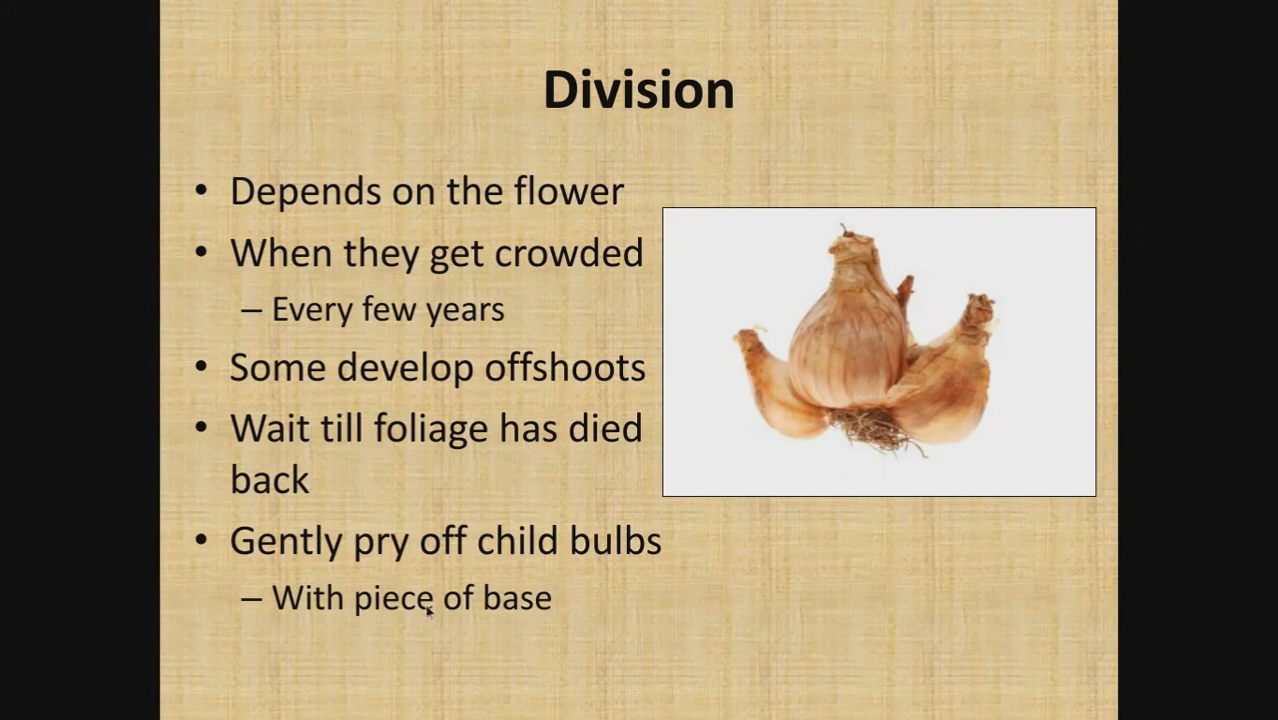 Division
• Depends on the flower
• When they get crowded
– Every few years
• Some develop offshoots
• Wait till foliage has died
back
• Gently pry off child bulbs
– With piece of base